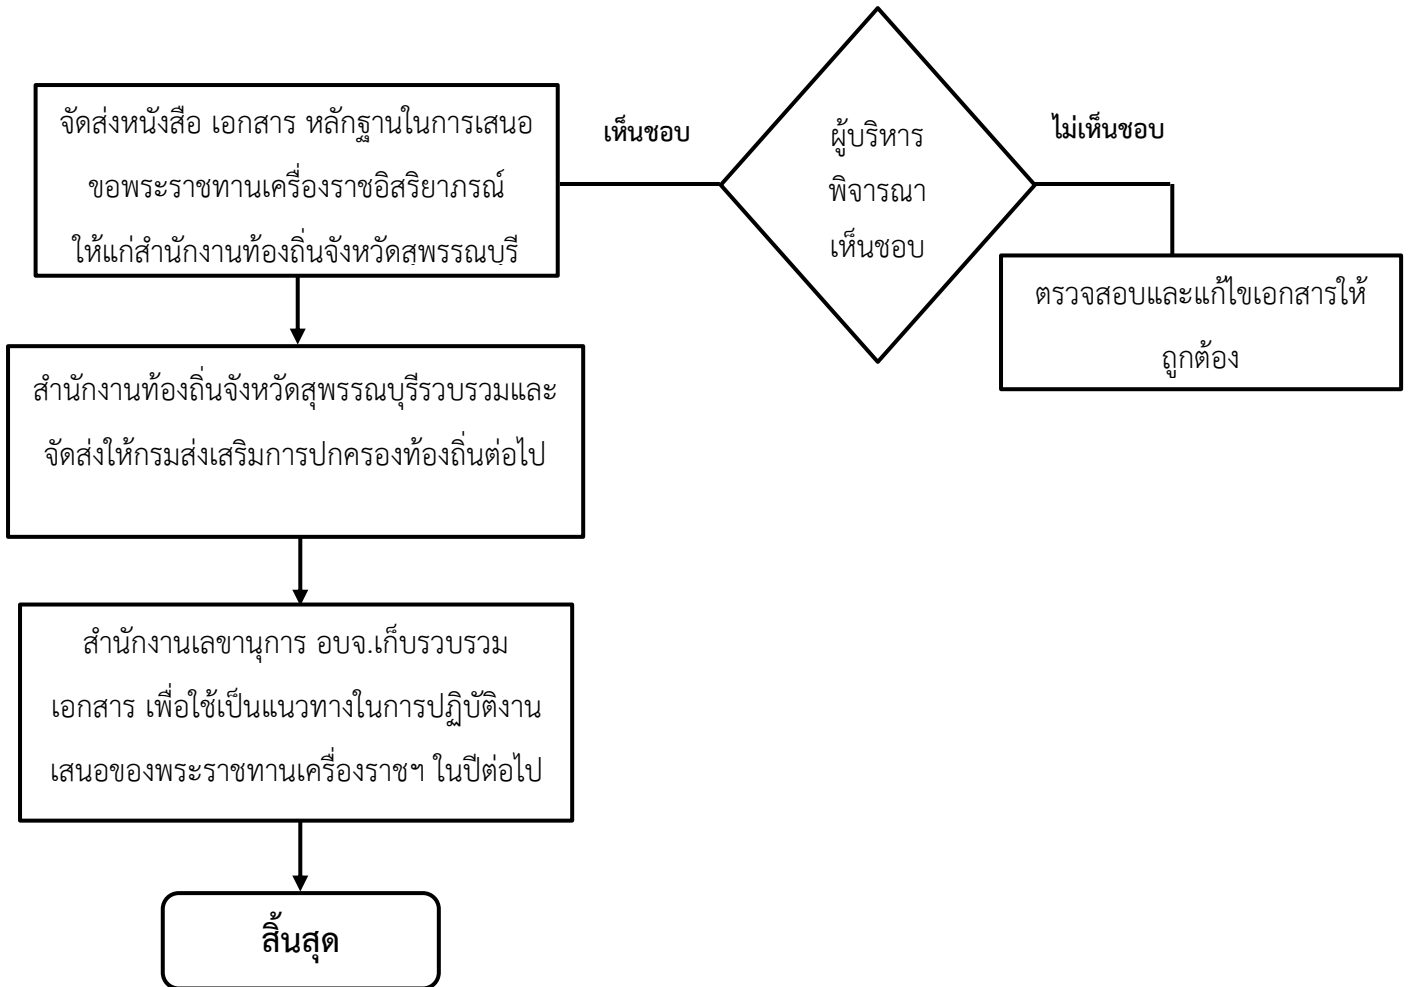 จัดส่งหนังสือ เอกสาร หลักฐานในการเสนอ
ขอพระราชทานเครื่องราชอิสริยาภรณ์
ให้แก่สำนักงานท้องถิ่นจังหวัดสุพรรณบุรี
เห็นชอบ
ผู้บริหาร
พิจารณา
เห็นชอบ
ไม่เห็นชอบ
ตรวจสอบและแก้ไขเอกสารให้
ถูกต้อง
สำนักงานท้องถิ่นจังหวัดสุพรรณบุรีรวบรวมและ
จัดส่งให้กรมส่งเสริมการปกครองท้องถิ่นต่อไป
สำนักงานเลขานุการ อบจ.เก็บรวบรวม
เอกสาร เพื่อใช้เป็นแนวทางในการปฏิบัติงาน
เสนอของพระราชทานเครื่องราชฯ ในปีต่อไป
สิ้นสุด